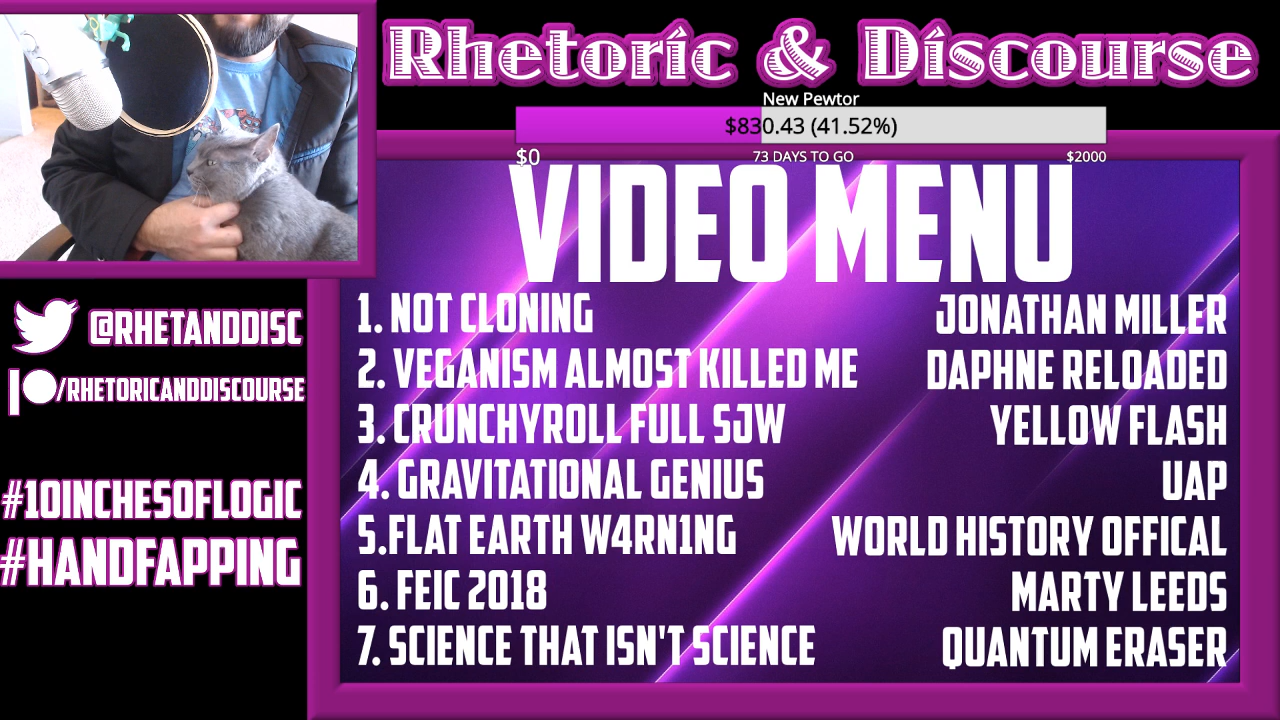 Rhetoríc & Díscourse
New Pewtor
$830.43 (41.52%)
$0 73 DAYS TO GO $2000
VIDEO MENU
1. NOT CLONING JONATHAN MILLER
2. VEGANISM ALMOST KILLED ME DAPHNE RELOADED
3. CRUNCHYROLL FULL SJW YELLOW FLASH
4. GRAVITATIONAL GENIUS UAP
5.FLAT EARTH W4RN1NG WORLD HISTORY OFFICAL
6. FEIC 2018 MARTY LEEDS
7. SCIENCE THAT ISN'T SCIENCE QUANTUM ERASER
@RHETANDDISC
/RHETORICANDDISCOURSE
#10INCHESOFLOGIC
#HANDFAPPING